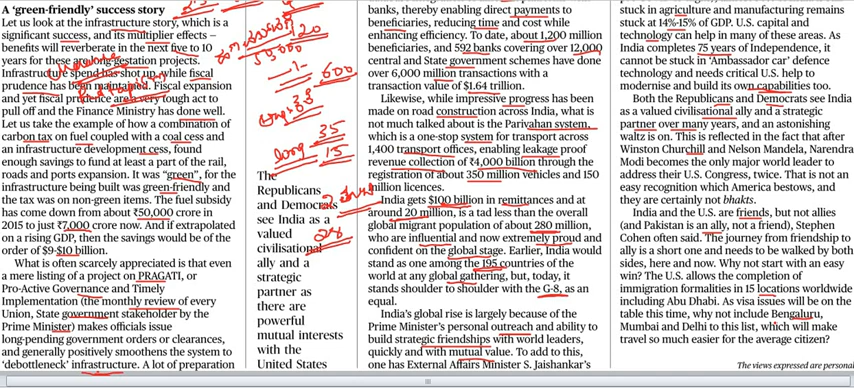 A ‘green-friendly’ success story
Let us look at the infrastructure story, which is a
significant success, and its multiplier effects –
benefits will reverberate in the next five to 10
years for these are long-gestation projects.
Infrastructure spend has shot up, while fiscal
prudence has been maintained. Fiscal expansion
and yet fiscal prudence are a very tough act to
pull off and the Finance Ministry has done well.
Let us take the example of how a combination of
carbon tax on fuel coupled with a coal cess and
an infrastructure development cess, found
enough savings to fund at least a part of the rail,
roads and ports expansion. It was “green”, for the
infrastructure being built was green-friendly and
the tax was on non-green items. The fuel subsidy
has come down from about ₹50,000 crore in
2015 to just ₹7,000 crore now. And if extrapolated
on a rising GDP, then the savings would be of the
order of $9-$10 billion.
What is often scarcely appreciated is that even
a mere listing of a project on PRAGATI, or
Pro-Active Governance and Timely
Implementation (the monthly review of every
Union, State government stakeholder by the
Prime Minister) makes officials issue
long-pending government orders or clearances,
and generally positively smoothens the system to
‘debottleneck’ infrastructure. A lot of preparation
120
50,000
600
35
15
28
The
Republicans
and Democrats
see India as a
valued
civilisational
ally and a
strategic
partner as
there are
powerful
mutual interests
with the
United States
banks, thereby enabling direct payments to
beneficiaries, reducing time and cost while
enhancing efficiency. To date, about 1,200 million
beneficiaries, and 592 banks covering over 12,000
central and State government schemes have done
over 6,000 million transactions with a
transaction value of $1.64 trillion.
Likewise, while impressive progress has been
made on road construction across India, what is
not much talked about is the Parivahan system,
which is a one-stop system for transport across
1,400 transport offices, enabling leakage proof
revenue collection of ₹4,000 billion through the
registration of about 350 million vehicles and 150
million licences.
India gets $100 billion in remittances and at
around 20 million, is a tad less than the overall
global migrant population of about 280 million,
who are influential and now extremely proud and
confident on the global stage. Earlier, India would
stand as one among the 195 countries of the
world at any global gathering, but, today, it
stands shoulder to shoulder with the G-8, as an
equal.
India’s global rise is largely because of the
Prime Minister’s personal outreach and ability to
build strategic friendships with world leaders,
quickly and with mutual value. To add to this,
one has External Affairs Minister S. Jaishankar’s
stuck in agriculture and manufacturing remains
stuck at 14%-15% of GDP. U.S. capital and
technology can help in many of these areas. As
India completes 75 years of Independence, it
cannot be stuck in ‘Ambassador car’ defence
technology and needs critical U.S. help to
modernise and build its own capabilities too.
Both the Republicans and Democrats see India
as a valued civilisational ally and a strategic
partner over many years, and an astonishing
waltz is on. This is reflected in the fact that after
Winston Churchill and Nelson Mandela, Narendra
Modi becomes the only major world leader to
address their U.S. Congress, twice. That is not an
easy recognition which America bestows, and
they are certainly not bhakts.
India and the U.S. are friends, but not allies
(and Pakistan is an ally, not a friend), Stephen
Cohen often said. The journey from friendship to
ally is a short one and needs to be walked by both
sides, here and now. Why not start with an easy
win? The U.S. allows the completion of
immigration formalities in 15 locations worldwide
including Abu Dhabi. As visa issues will be on the
table this time, why not include Bengaluru,
Mumbai and Delhi to this list, which will make
travel so much easier for the average citizen?
The views expressed are personal